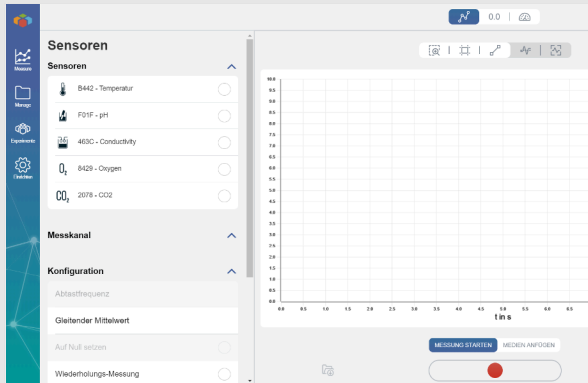 0.0
Sensoren
Sensoren
B442 - Temperatur
F01F - pH
463C - Conductivity
O2
8429 - Oxygen
CO2
2078 - CO2
Messkanal
Konfiguration
Abtastfrequenz
Gleitender Mittelwert
Auf Null setzen
Wiederholungs-Messung
Measure
Manage
Experimente
Einrichten
10.0
9.5
9.0
8.5
8.0
7.5
7.0
6.5
6.0
5.5
5.0
4.5
4.0
3.5
3.0
2.5
2.0
1.5
1.0
0.5
0.0
0.0 0.5 1.0 1.5 2.0 2.5 3.0 3.5 4.0 4.5 5.0 5.5 6.0 6.5
t in s
MESSUNG STARTEN MEDIEN ANFÜGEN